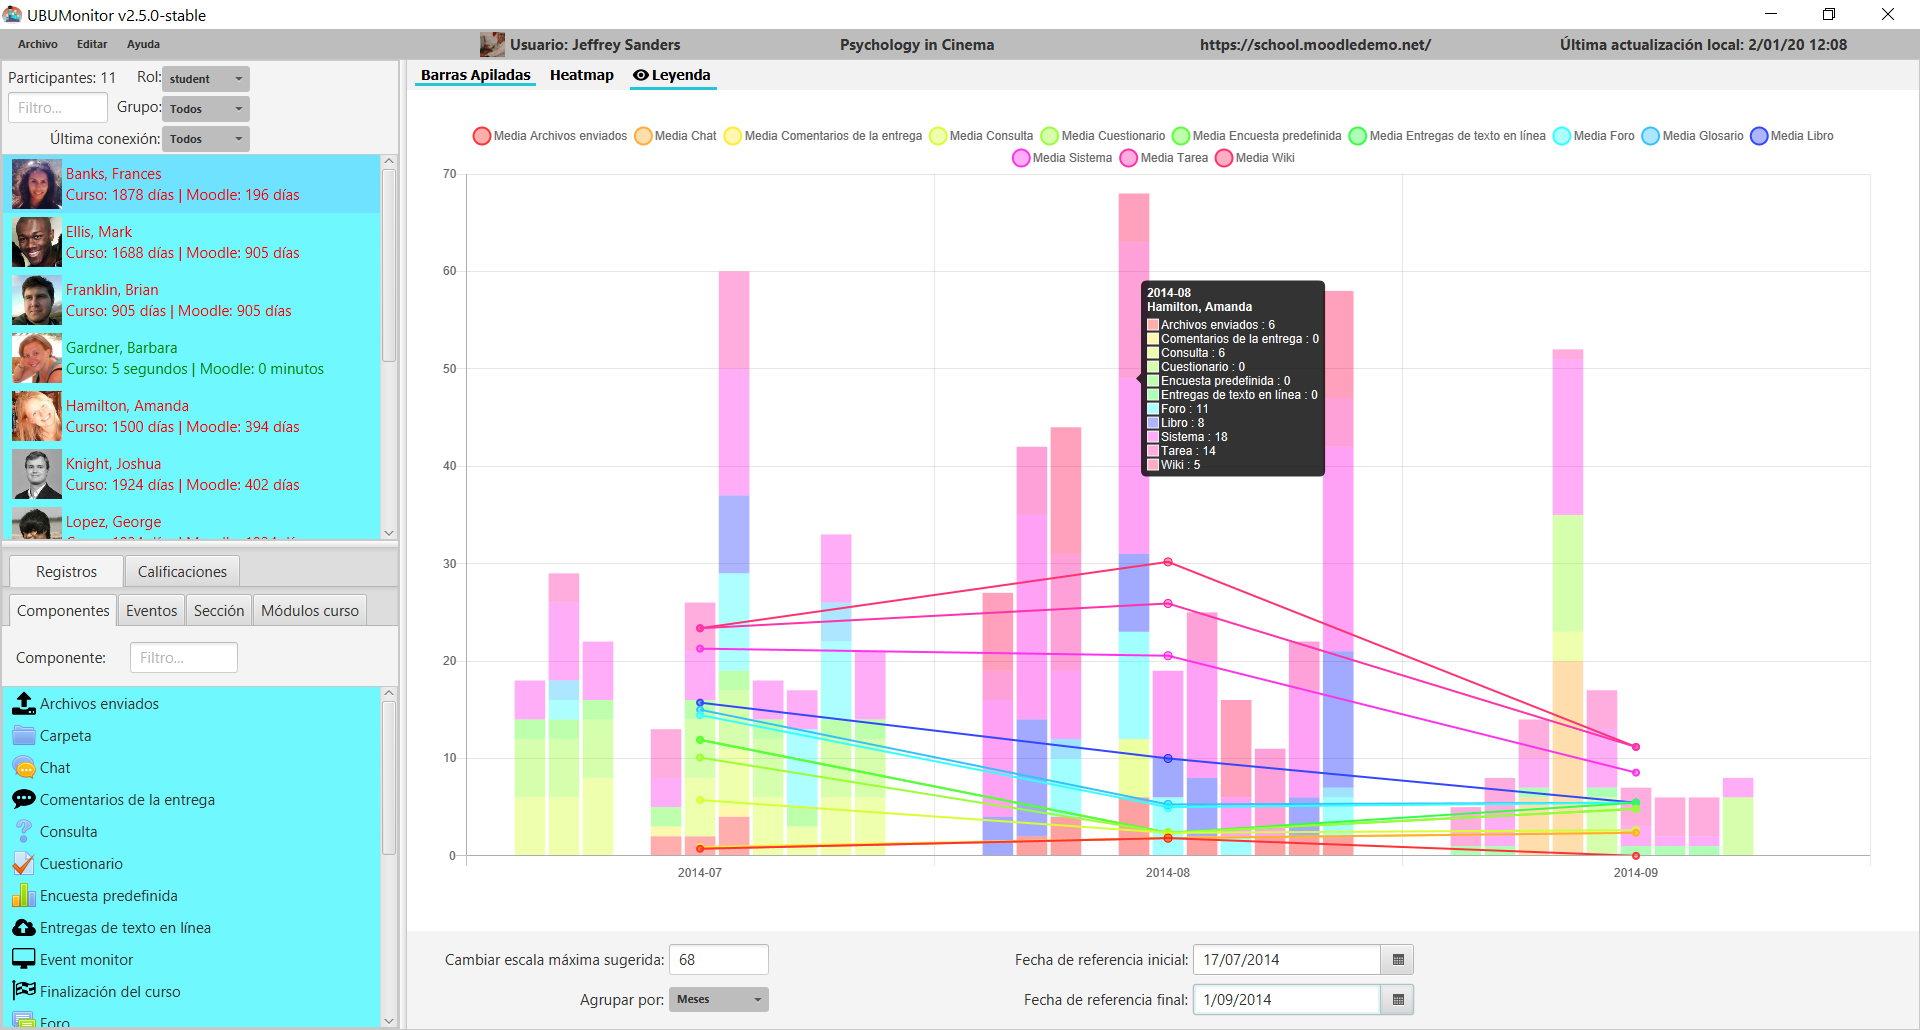 UBUMonitor v2.5.0-stable
Archivo Editar Ayuda
Usuario: Jeffrey Sanders
Psychology in Cinema
https://school.moodledemo.net/
Última actualización local: 2/01/20 12:08
Participantes: 11 Rol: student
Filtro... Grupo: Todos
Última conexión: Todos
Banks, Frances
Curso: 1878 días | Moodle: 196 días
Ellis, Mark
Curso: 1688 días | Moodle: 905 días
Franklin, Brian
Curso: 905 días | Moodle: 905 días
Gardner, Barbara
Curso: 5 segundos | Moodle: 0 minutos
Hamilton, Amanda
Curso: 1500 días | Moodle: 394 días
Knight, Joshua
Curso: 1924 días | Moodle: 402 días
Lopez, George
Registros Calificaciones
Componentes Eventos Sección Módulos curso
Componente: Filtro...
Archivos enviados
Carpeta
Chat
Comentarios de la entrega
Consulta
Cuestionario
Encuesta predefinida
Entregas de texto en línea
Event monitor
Finalización del curso
Foro
Barras Apiladas Heatmap Leyenda
Media Archivos enviados Media Chat Media Comentarios de la entrega Media Consulta Media Cuestionario Media Encuesta predefinida Media Entregas de texto en línea Media Foro Media Glosario Media Libro
Media Sistema Media Tarea Media Wiki
70
60
50
40
30
20
10
0
2014-08
Hamilton, Amanda
Archivos enviados : 6
Comentarios de la entrega : 0
Consulta : 6
Cuestionario : 0
Encuesta predefinida : 0
Entregas de texto en línea : 0
Foro : 11
Libro : 8
Sistema : 18
Tarea : 14
Wiki : 5
2014-07 2014-08 2014-09
Cambiar escala máxima sugerida: 68
Fecha de referencia inicial: 17/07/2014
Agrupar por: Meses
Fecha de referencia final: 1/09/2014